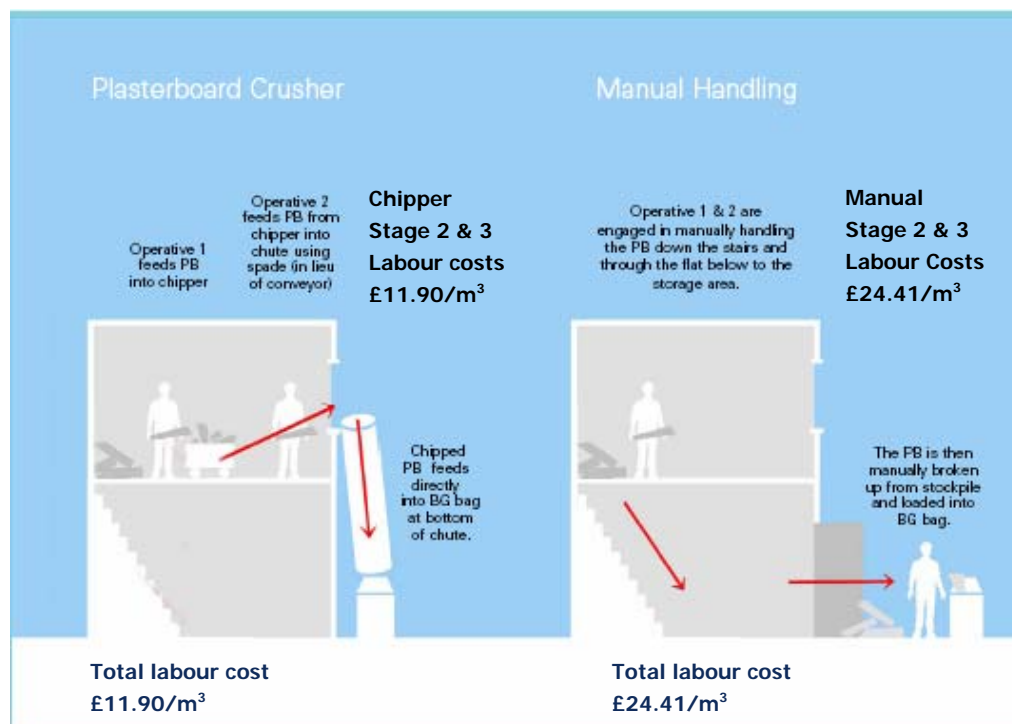 Plasterboard Crusher
Operative 1
feeds PB
into chipper
Operative 2
feeds PB from
chipper into
chute using
spade (in lieu
of conveyor)
Chipper
Stage 2 & 3
Labour costs
£11.90/m³
Chipped
PB feeds
directly
into BG bag
at bottom
of chute.
Total labour cost
£11.90/m³
Manual Handling
Operative 1 & 2 are
engaged in manually handling
the PB down the stairs and
through the flat below to the
storage area.
Manual
Stage 2 & 3
Labour Costs
£24.41/m³
The PB is then
manually broken
up from stockpile
and loaded into
BG bag.
Total labour cost
£24.41/m³